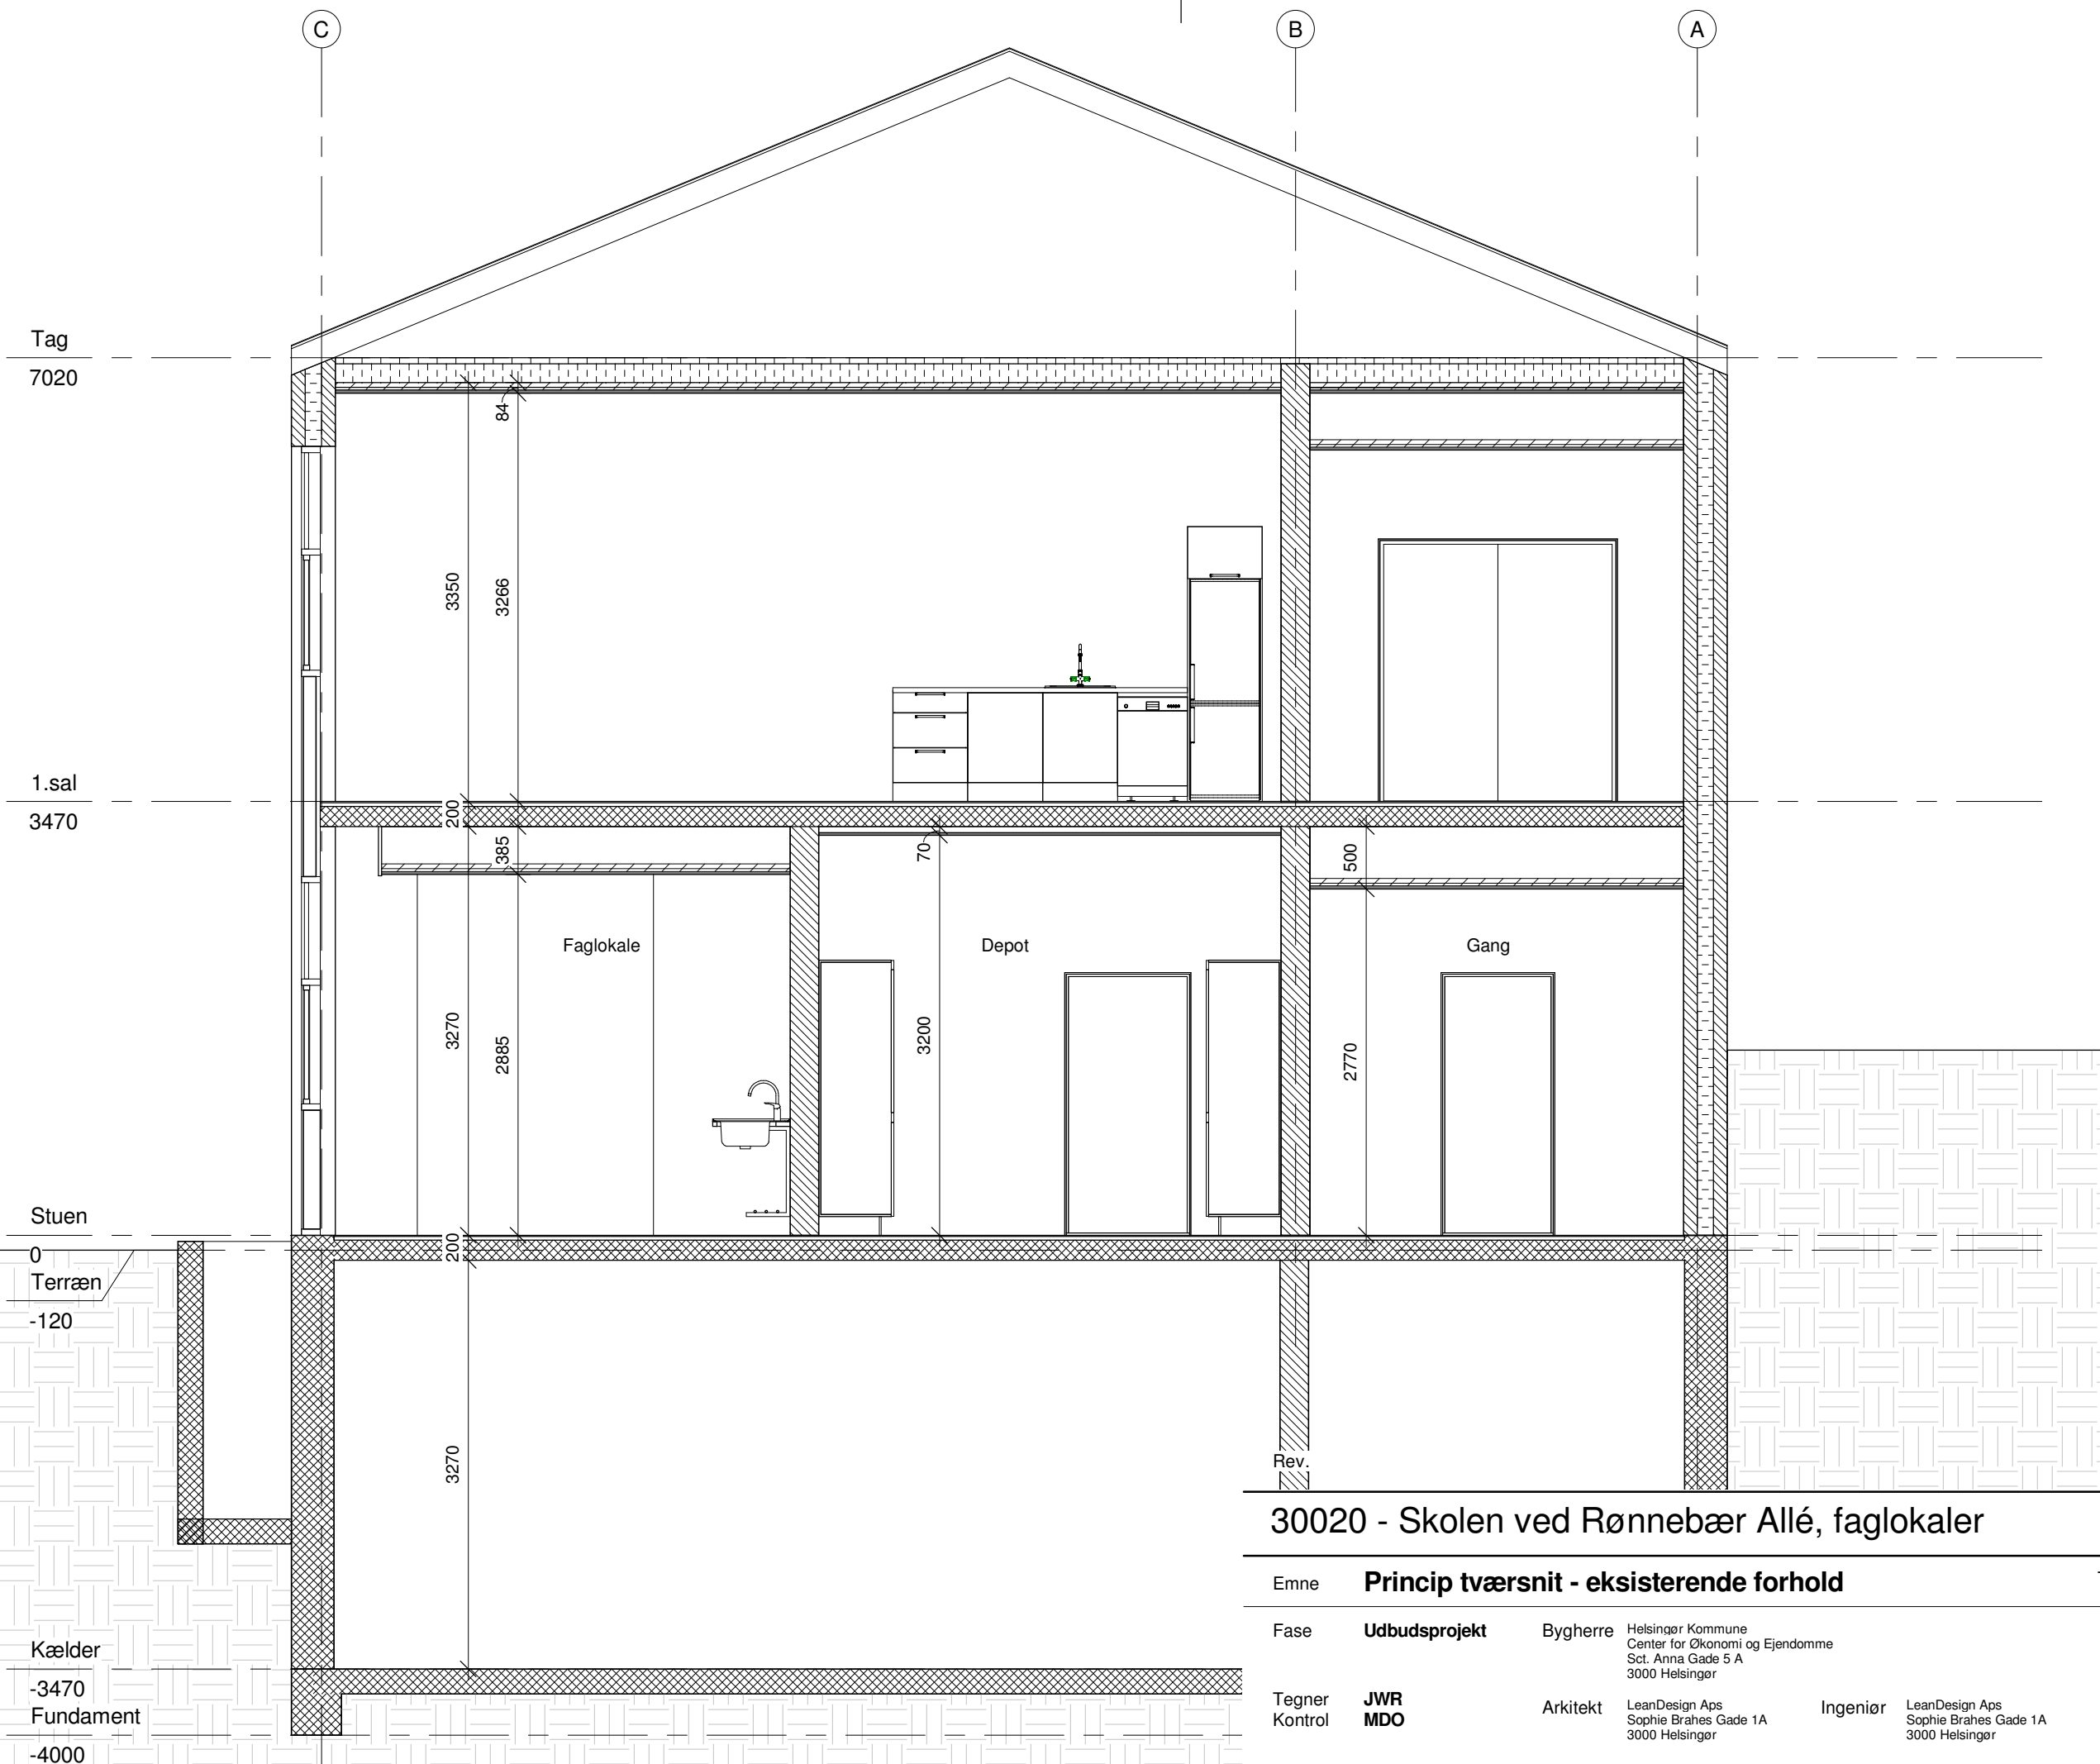 C
B
A
Tag
7020
84
3350
3266
1.sal
3470
200
385
70
500
Faglokale
Depot
Gang
3270
2885
3200
2770
Stuen
0
200
Terræn
-120
3270
Rev.
30020 - Skolen ved Rønnebær Allé, faglokaler
Emne Princip tværsnit - eksisterende forhold
Fase Udbudsprojekt
Bygherre Helsingør Kommune
Center for Økonomi og Ejendomme
Sct. Anna Gade 5 A
3000 Helsingør
Kælder
-3470
Fundament
-4000
Tegner JWR
Kontrol MDO
Arkitekt LeanDesign Aps
Sophie Brahes Gade 1A
3000 Helsingør
Ingeniør LeanDesign Aps
Sophie Brahes Gade 1A
3000 Helsingør